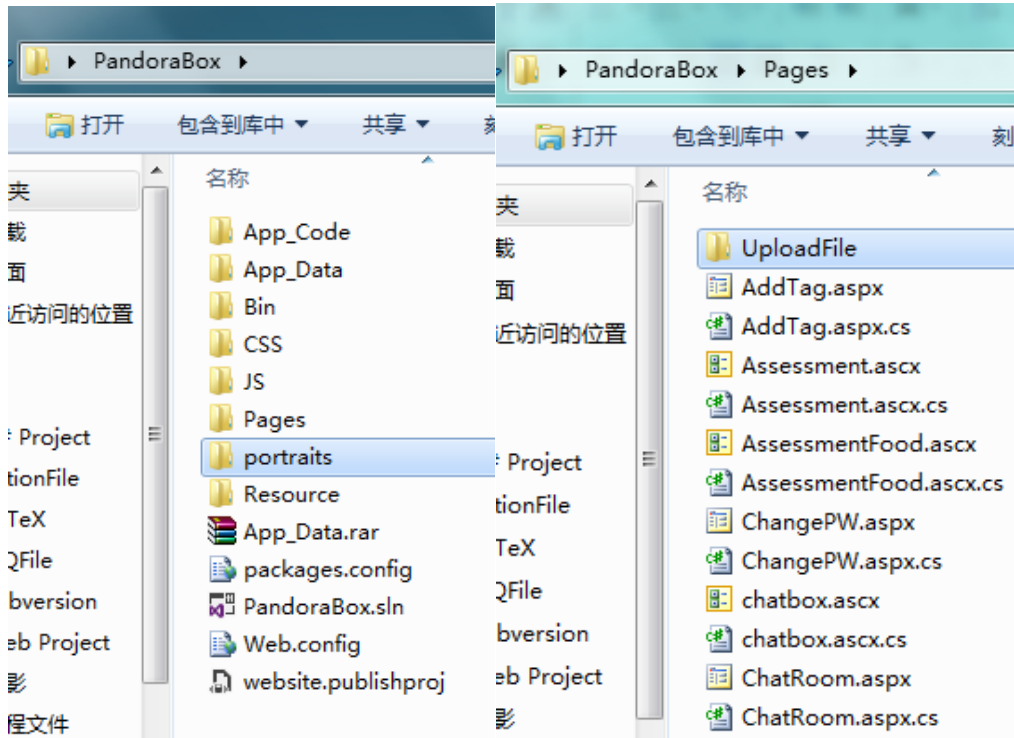 PandoraBox
打开 包含到库中 共享
夹
载
面
近访问的位置
Project
tionFile
TeX
QFile
bversion
eb Project
影
程文件
名称
App_Code
App_Data
Bin
CSS
JS
Pages
portraits
Resource
App_Data.rar
packages.config
PandoraBox.sln
Web.config
website.publishproj
PandoraBox Pages
打开 包含到库中 共享 刻
夹
载
面
近访问的位置
Project
tionFile
TeX
QFile
bversion
eb Project
影
名称
UploadFile
AddTag.aspx
AddTag.aspx.cs
Assessment.ascx
Assessment.ascx.cs
AssessmentFood.ascx
AssessmentFood.ascx.cs
ChangePW.aspx
ChangePW.aspx.cs
chatbox.ascx
chatbox.ascx.cs
ChatRoom.aspx
ChatRoom.aspx.cs